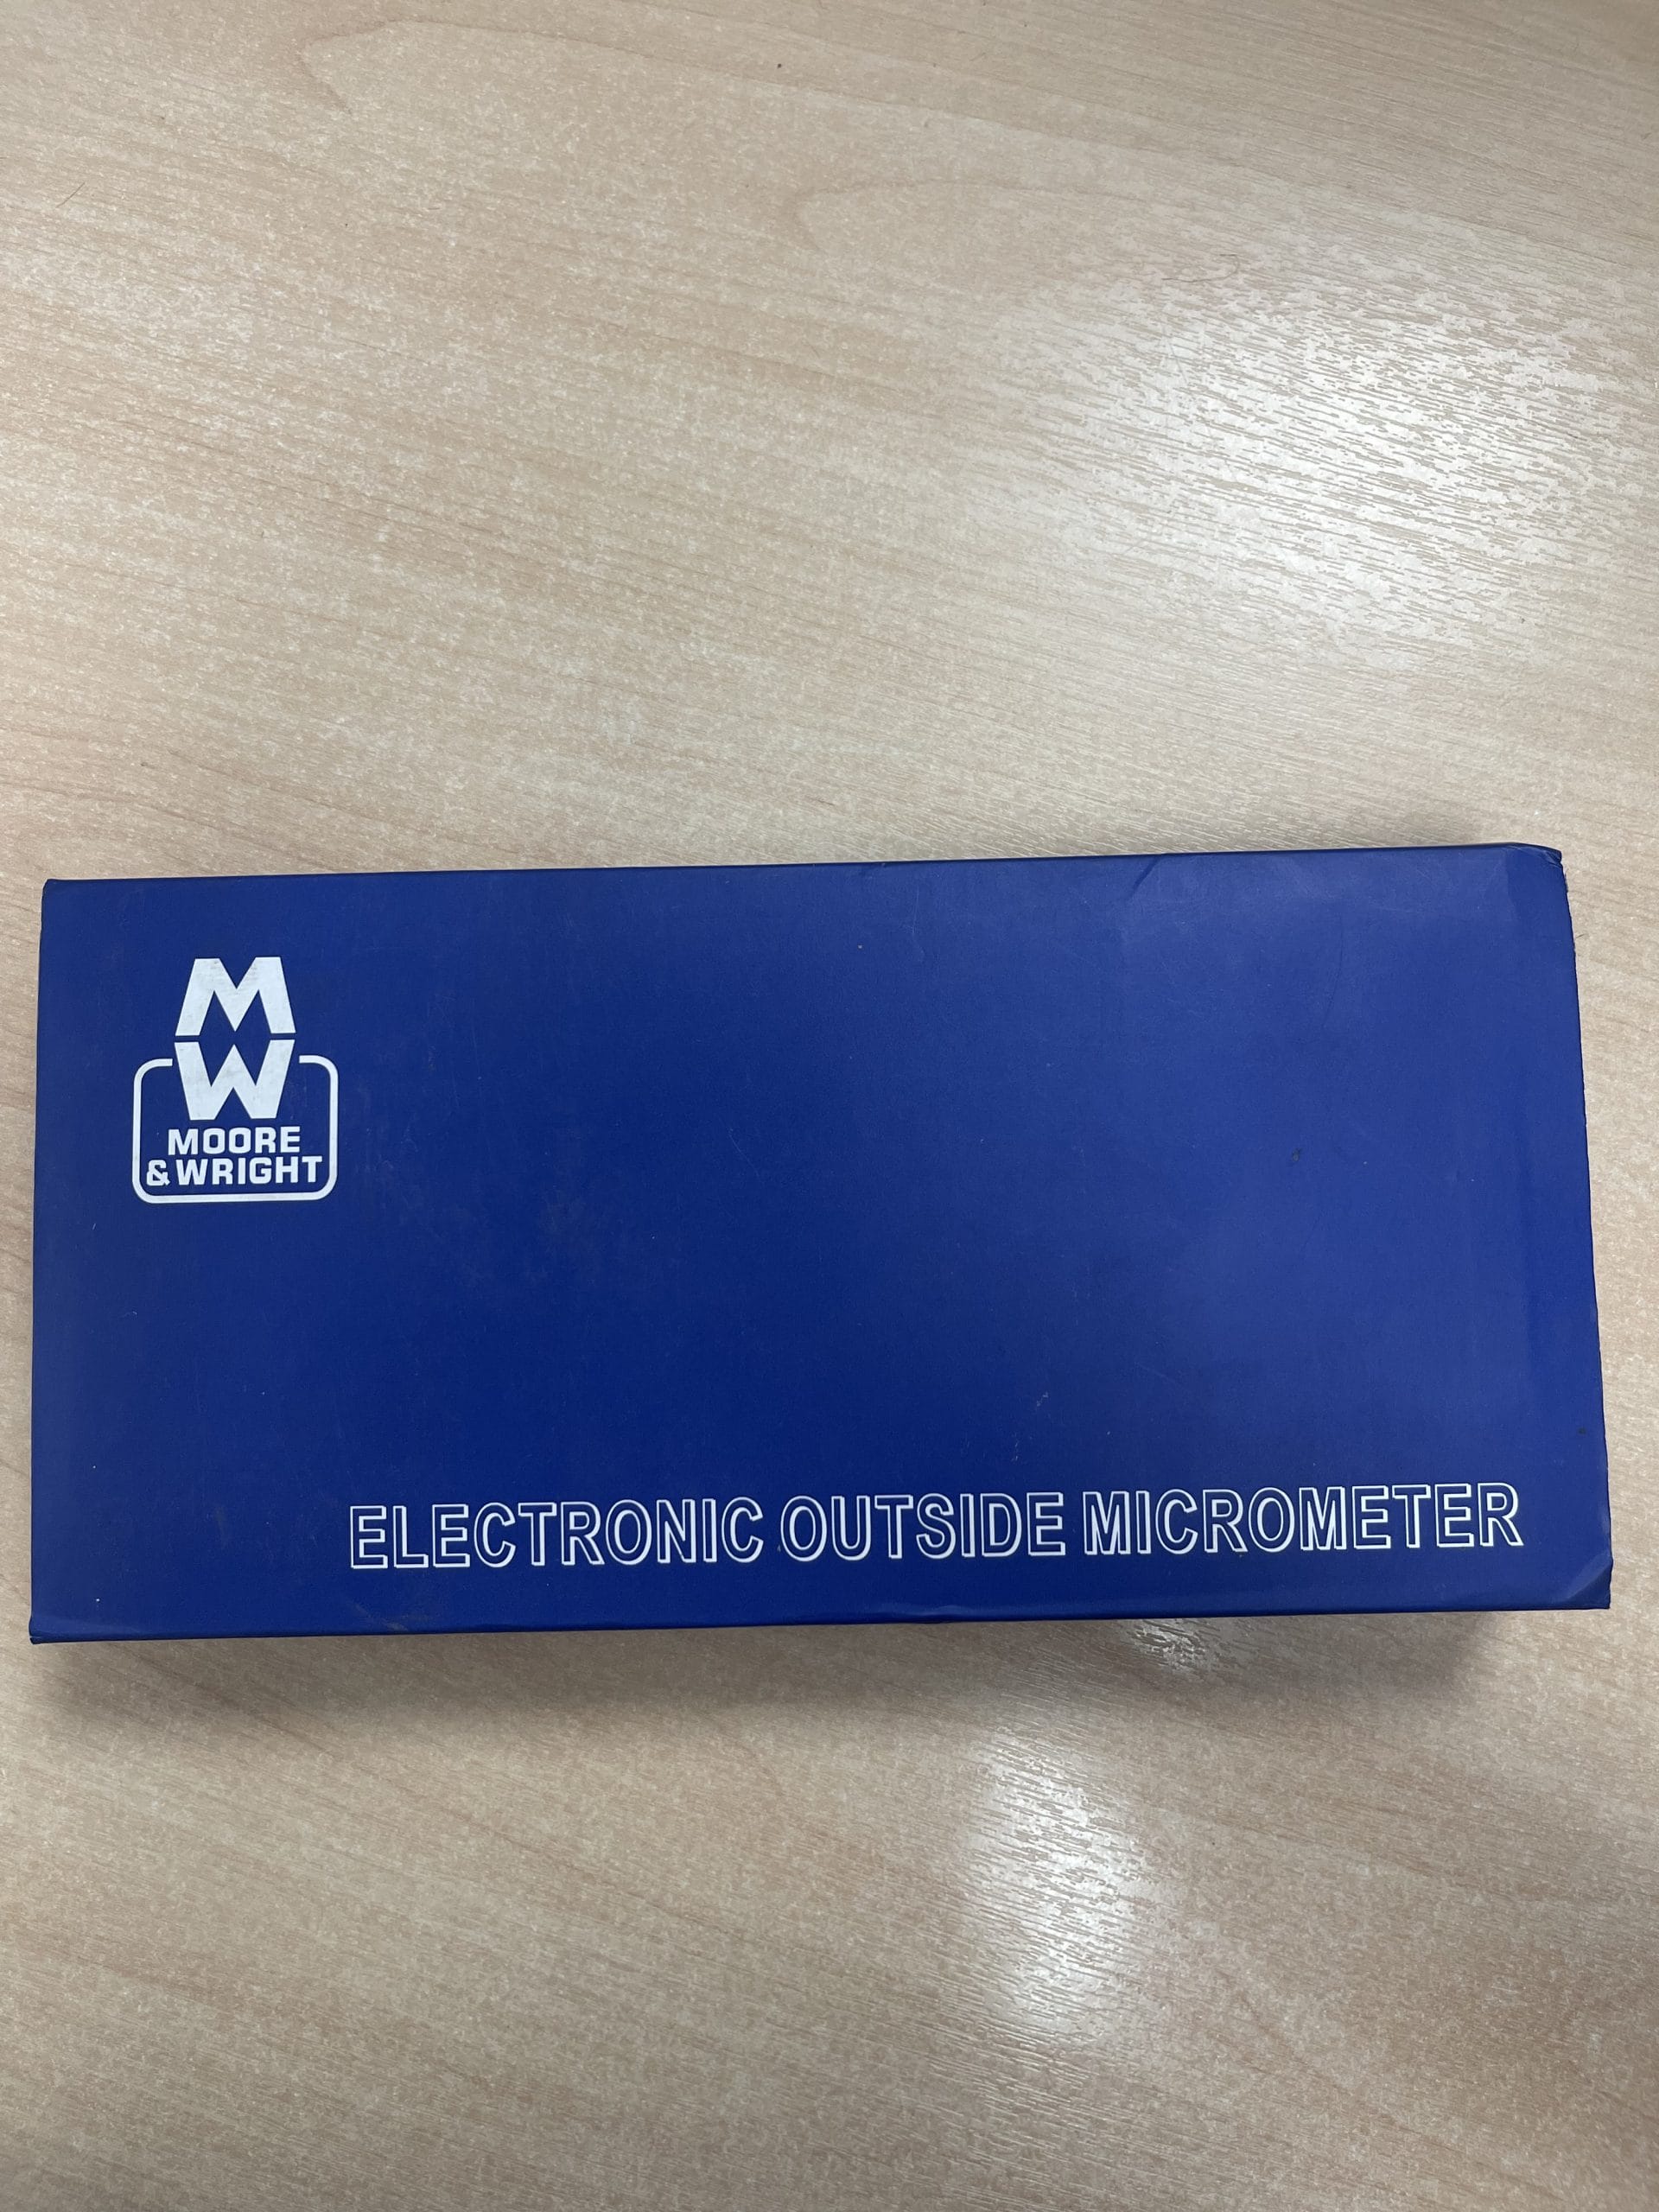 MW
MOORE
& WRIGHT
ELECTRONIC OUTSIDE MICROMETER